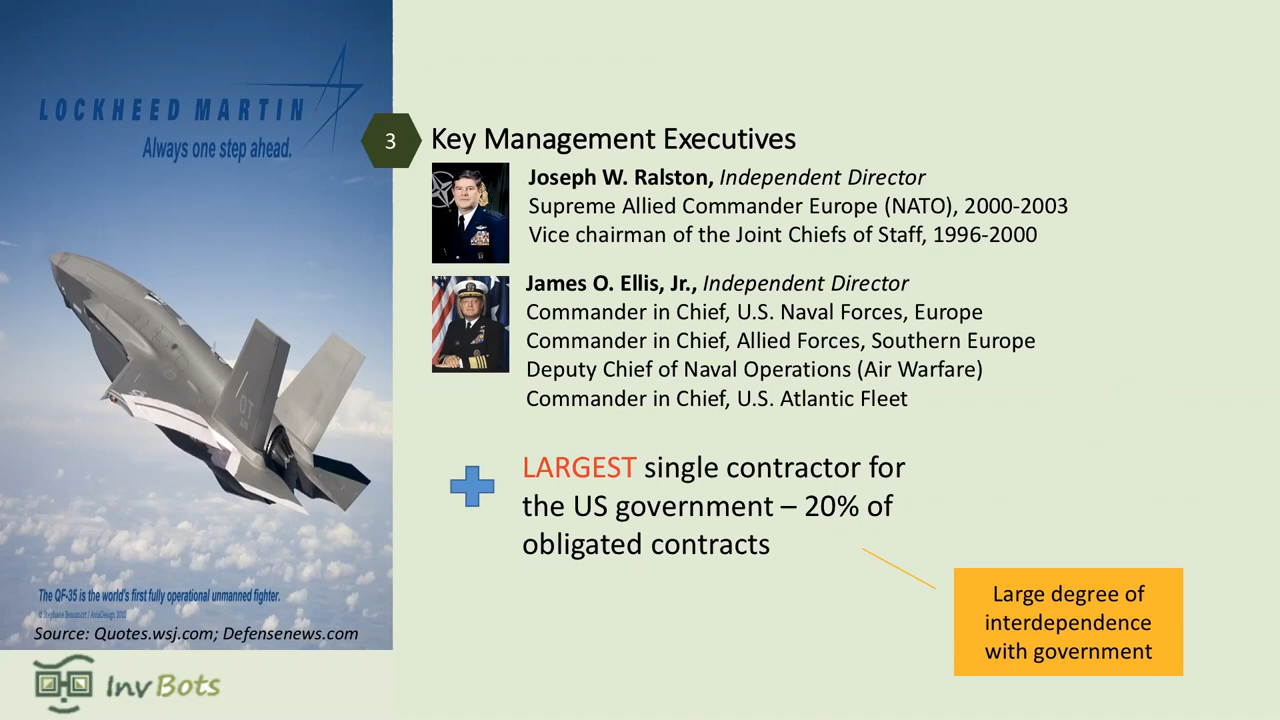 LOCKHEED MARTIN
Always one step ahead.
3
Key Management Executives
Joseph W. Ralston, Independent Director
Supreme Allied Commander Europe (NATO), 2000-2003
Vice chairman of the Joint Chiefs of Staff, 1996-2000
James O. Ellis, Jr., Independent Director
Commander in Chief, U.S. Naval Forces, Europe
Commander in Chief, Allied Forces, Southern Europe
Deputy Chief of Naval Operations (Air Warfare)
Commander in Chief, U.S. Atlantic Fleet
LARGEST single contractor for
the US government – 20% of
obligated contracts
Large degree of
interdependence
with government
OT
The QF-35 is the world's first fully operational unmanned fighter.
Source: Quotes.wsj.com; Defensenews.com
InvBots